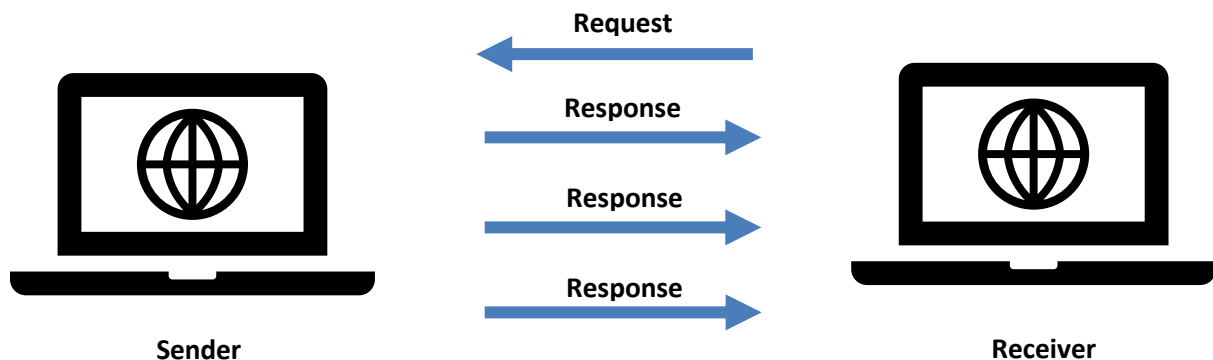 Request
Response
Response
Response
Sender
Receiver